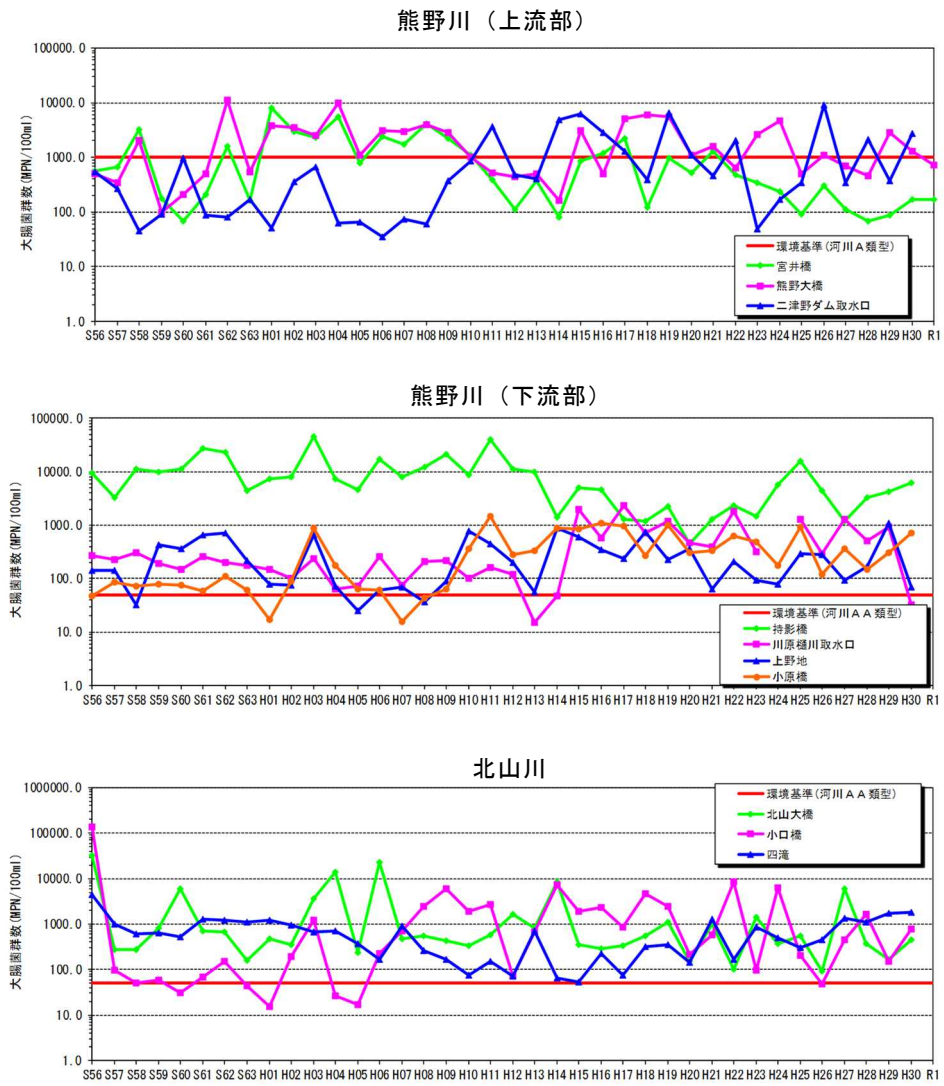 熊野川（上流部）
大腸菌群数(MPN/100ml)
100000.0
10000.0
1000.0
100.0
10.0
1.0
S56 S57 S58 S59 S60 S61 S62 S63 H01 H02 H03 H04 H05 H06 H07 H08 H09 H10 H11 H12 H13 H14 H15 H16 H17 H18 H19 H20 H21 H22 H23 H24 H25 H26 H27 H28 H29 H30 R1
環境基準(河川A類型)
宮井橋
熊野大橋
二津野ダム取水口
熊野川（下流部）
大腸菌群数(MPN/100ml)
100000.0
10000.0
1000.0
100.0
10.0
1.0
S56 S57 S58 S59 S60 S61 S62 S63 H01 H02 H03 H04 H05 H06 H07 H08 H09 H10 H11 H12 H13 H14 H15 H16 H17 H18 H19 H20 H21 H22 H23 H24 H25 H26 H27 H28 H29 H30 R1
環境基準(河川AA類型)
持影橋
川原樋川取水口
上野地
小原橋
北山川
大腸菌群数(MPN/100ml)
1000000.0
100000.0
10000.0
1000.0
100.0
10.0
1.0
S56 S57 S58 S59 S60 S61 S62 S63 H01 H02 H03 H04 H05 H06 H07 H08 H09 H10 H11 H12 H13 H14 H15 H16 H17 H18 H19 H20 H21 H22 H23 H24 H25 H26 H27 H28 H29 H30 R1
環境基準(河川AA類型)
北山大橋
小口橋
四滝